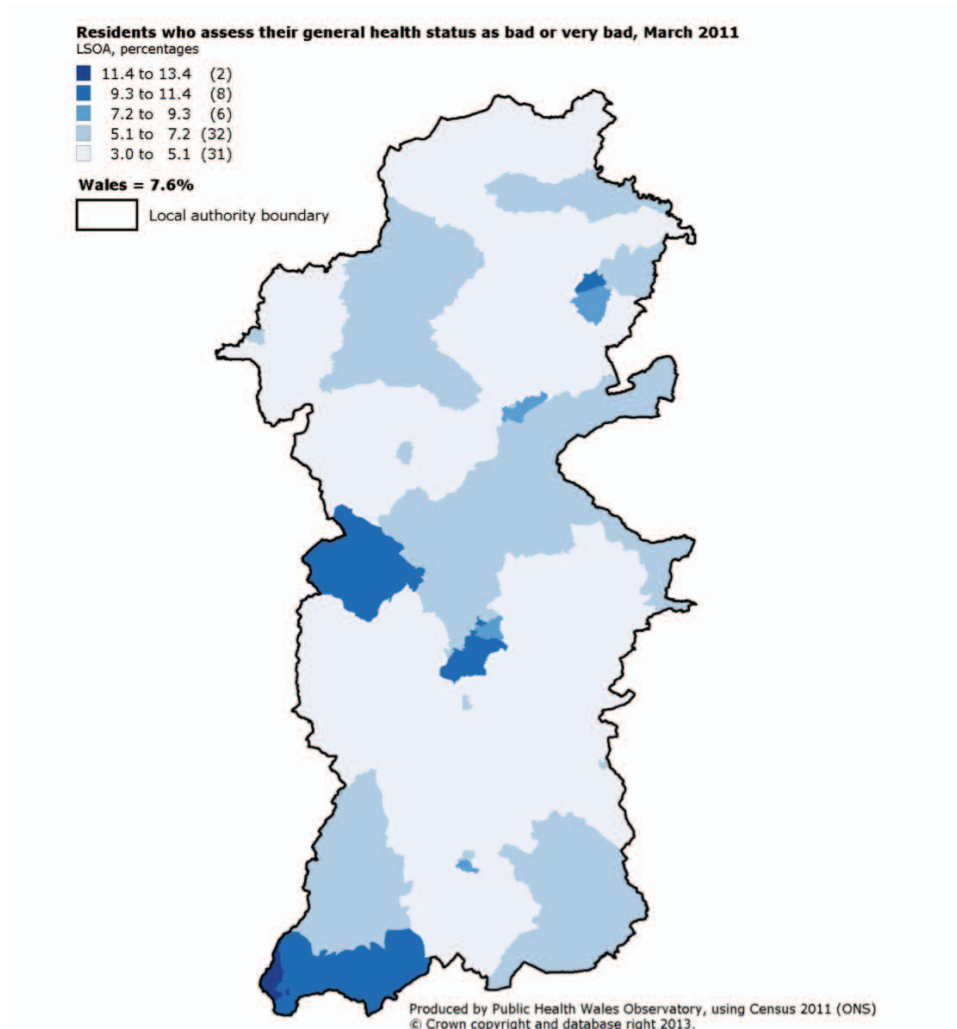 Residents who assess their general health status as bad or very bad, March 2011
LSOA, percentages
11.4 to 13.4 (2)
9.3 to 11.4 (8)
7.2 to 9.3 (6)
5.1 to 7.2 (32)
3.0 to 5.1 (31)
Wales = 7.6%
Local authority boundary
Produced by Public Health Wales Observatory, using Census 2011 (ONS)
© Crown copyright and database right 2013.